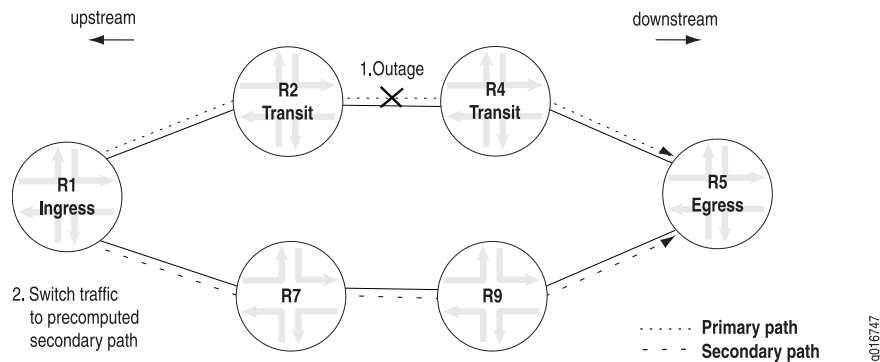 upstream
downstream
1.Outage
R2
Transit
R4
Transit
R1
Ingress
R5
Egress
2. Switch traffic
to precomputed
secondary path
R7
R9
Primary path
Secondary path
g016747